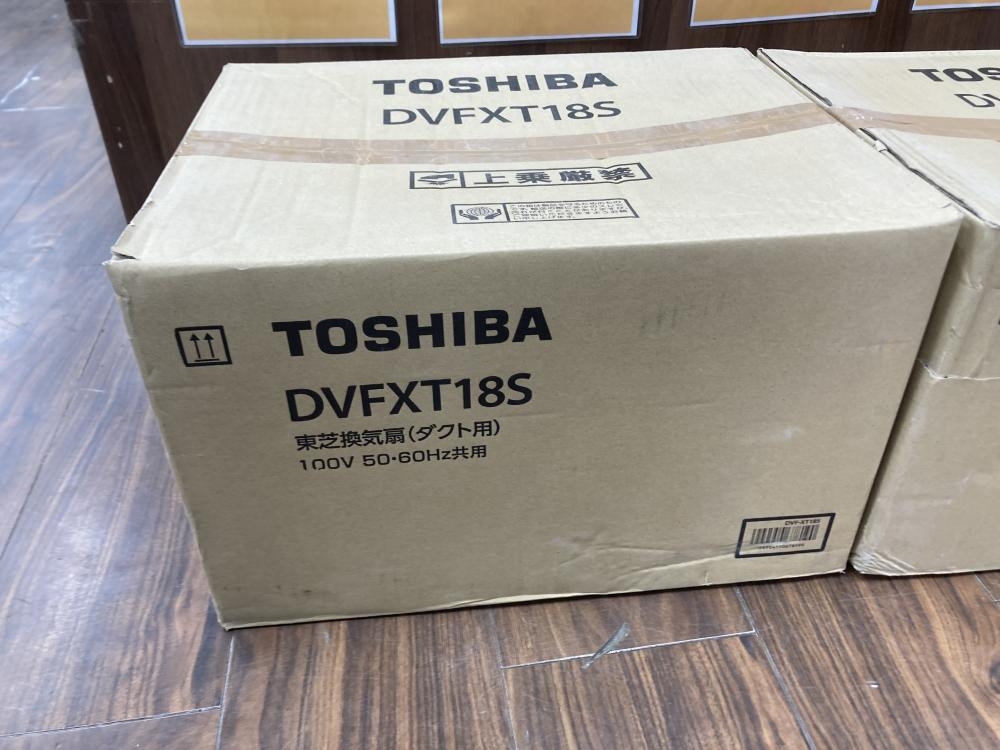 TOSHIBA
DVFXT18S
上乗厳禁
TOSHIBA
DVFXT18S
東芝換気扇(ダクト用)
100V 50・60Hz共用
DVF-XT18S
TOS